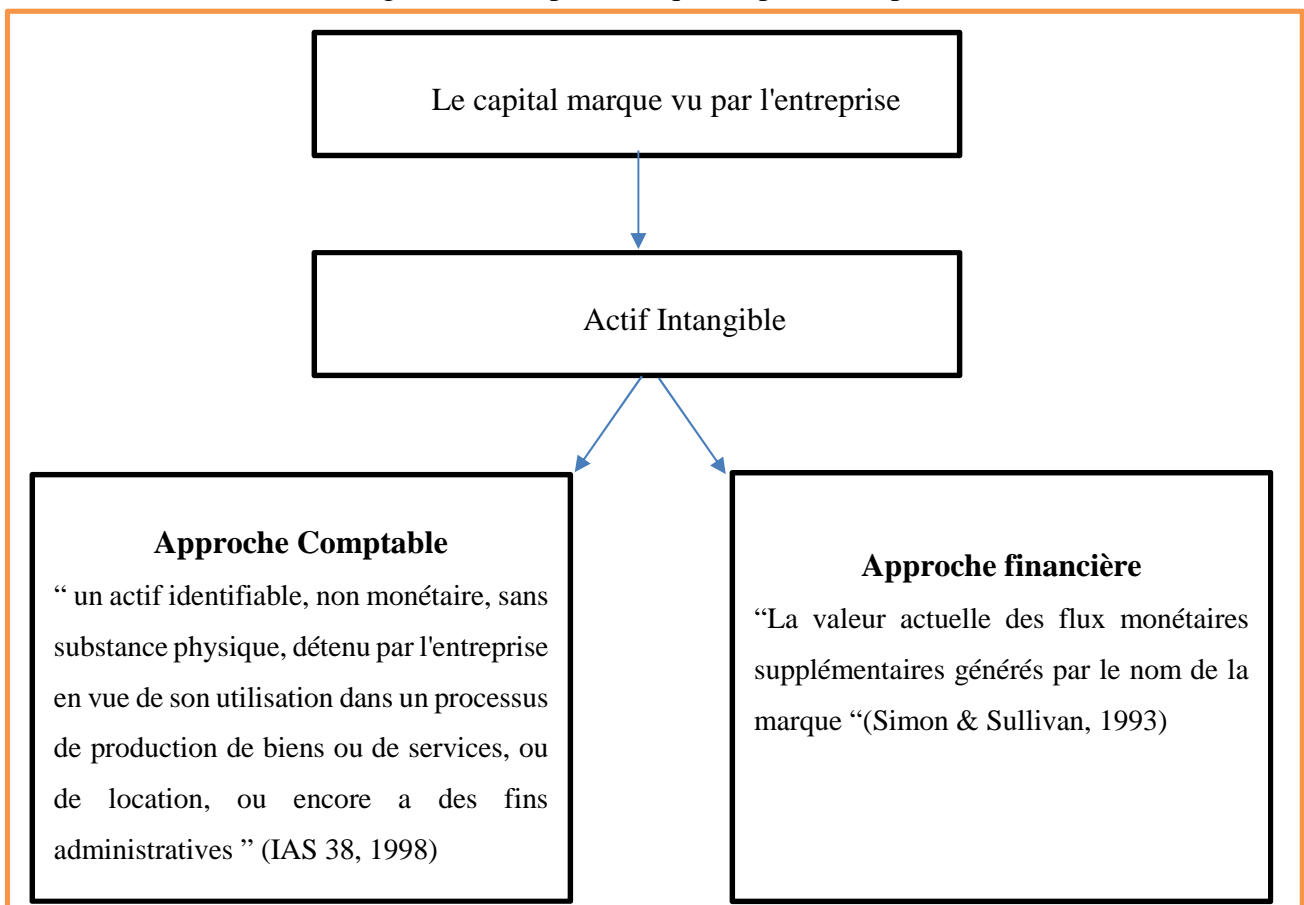 Le capital marque vu par l'entreprise
Actif Intangible
Approche Comptable
“ un actif identifiable, non monétaire, sans
substance physique, détenu par l'entreprise
en vue de son utilisation dans un processus
de production de biens ou de services, ou
de location, ou encore a des fins
administratives ” (IAS 38, 1998)
Approche financière
“La valeur actuelle des flux monétaires
supplémentaires générés par le nom de la
marque “(Simon & Sullivan, 1993)